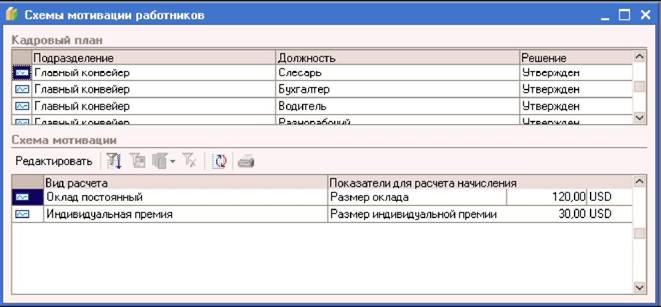 Схемы мотивации работников
Кадровый план
Подразделение Должность Решение
Главный конвейер Слесарь Утвержден
Главный конвейер Бухгалтер Утвержден
Главный конвейер Водитель Утвержден
Главный конвейер Разнорабочий Утвержден
Схема мотивации
Редактировать
Вид расчета Показатели для расчета начисления
Оклад постоянный Размер оклада 120,00 USD
Индивидуальная премия Размер индивидуальной премии 30,00 USD